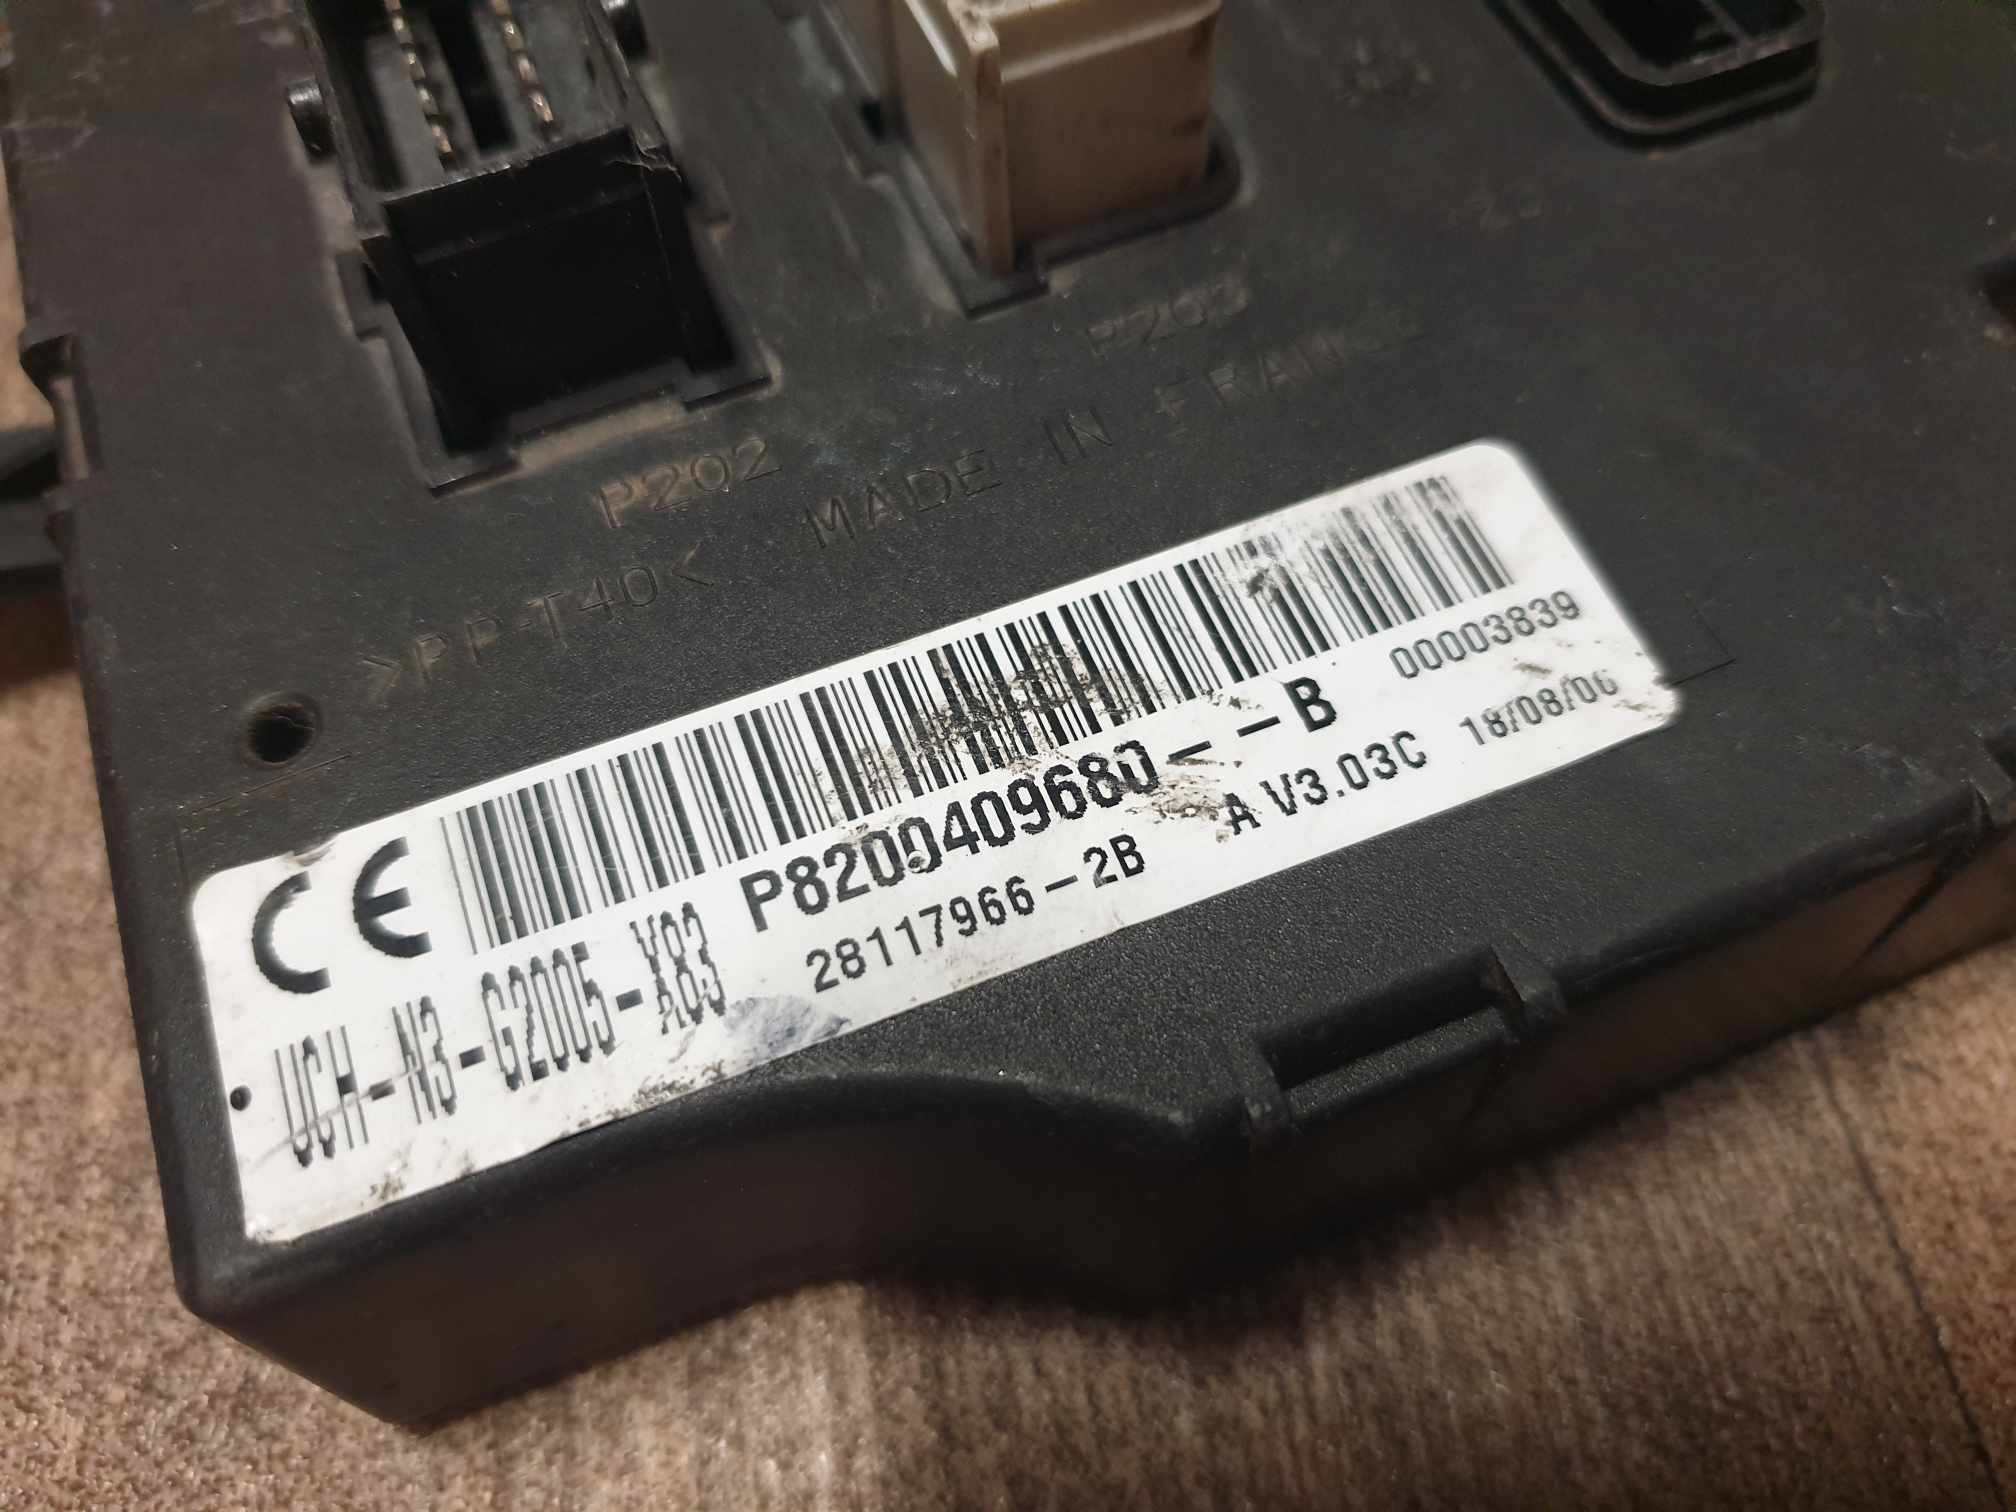 P203
P202
>PP-T40< MADE IN FRANCE
CE
P8200409680--B 00003839
UCH-N3-G2005-X83 28117966-2B A V3.03C 18/08/06